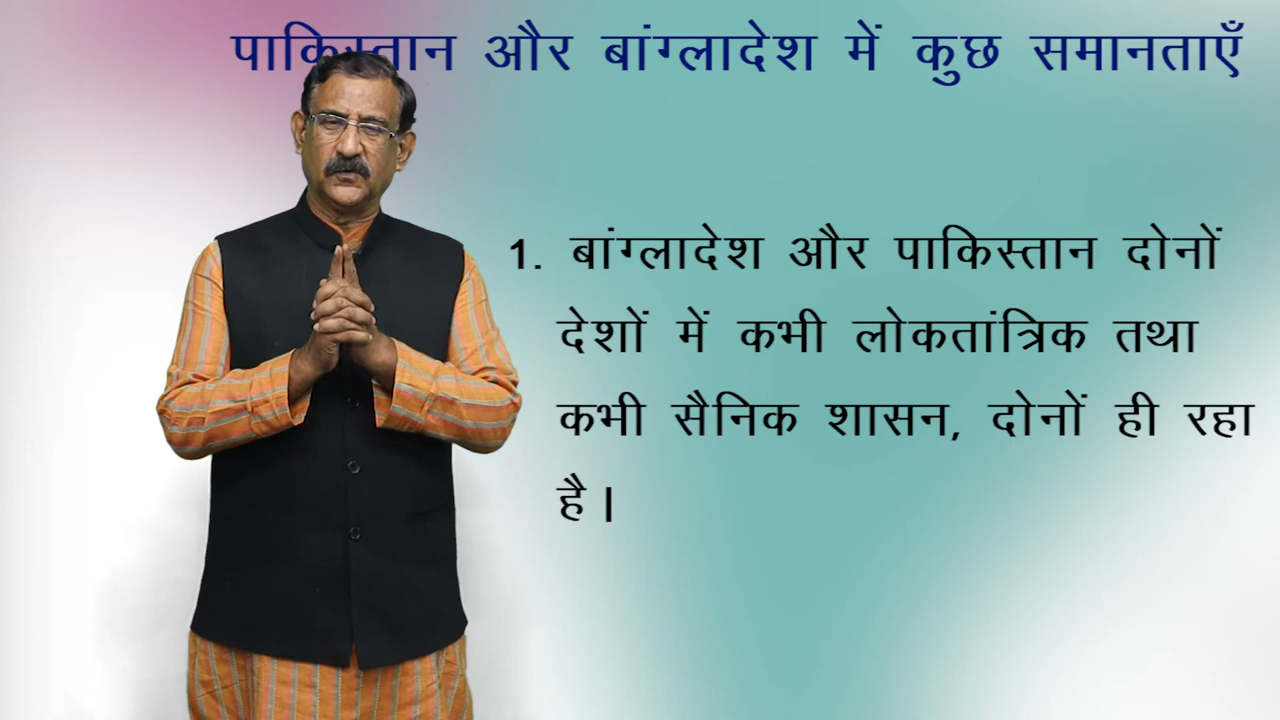 पाकिस्तान और बांग्लादेश में कुछ समानताएँ
1. बांग्लादेश और पाकिस्तान दोनों
देशों में कभी लोकतांत्रिक तथा
कभी सैनिक शासन, दोनों ही रहा
है।